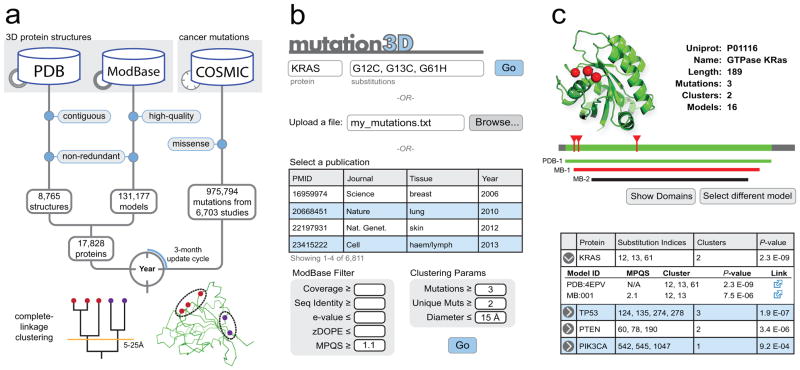 a
3D protein structures
cancer mutations
PDB
ModBase
COSMIC
contiguous
high-quality
missense
non-redundant
8,765 structures
131,177 models
975,794 mutations from 6,703 studies
17,828 proteins
Year
3-month update cycle
complete-linkage clustering
5-25Å
b
mutation3D
KRAS
G12C, G13C, G61H
Go
protein
substitutions
-OR-
Upload a file:
my_mutations.txt
Browse...
-OR-
Select a publication
PMID Journal Tissue Year
16959974 Science breast 2006
20668451 Nature lung 2010
22197931 Nat. Genet. skin 2012
23415222 Cell haem/lymph 2013
Showing 1-4 of 6,811
ModBase Filter
Coverage ≥
Seq Identity ≥
e-value ≤
zDOPE ≤
MPQS ≥ 1.1
Clustering Params
Mutations ≥ 3
Unique Muts ≥ 2
Diameter ≤ 15 Å
Go
c
Uniprot: P01116
Name: GTPase KRas
Length: 189
Mutations: 3
Clusters: 2
Models: 16
PDB-1
MB-1
MB-2
Show Domains
Select different model
Protein Substitution Indices Clusters P-value
KRAS 12, 13, 61 2 2.3 E-09
Model ID MPQS Cluster P-value Link
PDB:4EPV N/A 12, 13, 61 2.3 E-09
MB:001 2.1 12, 13 7.5 E-06
TP53 124, 135, 274, 278 3 1.9 E-07
PTEN 60, 78, 190 2 3.4 E-06
PIK3CA 542, 545, 1047 1 9.2 E-04